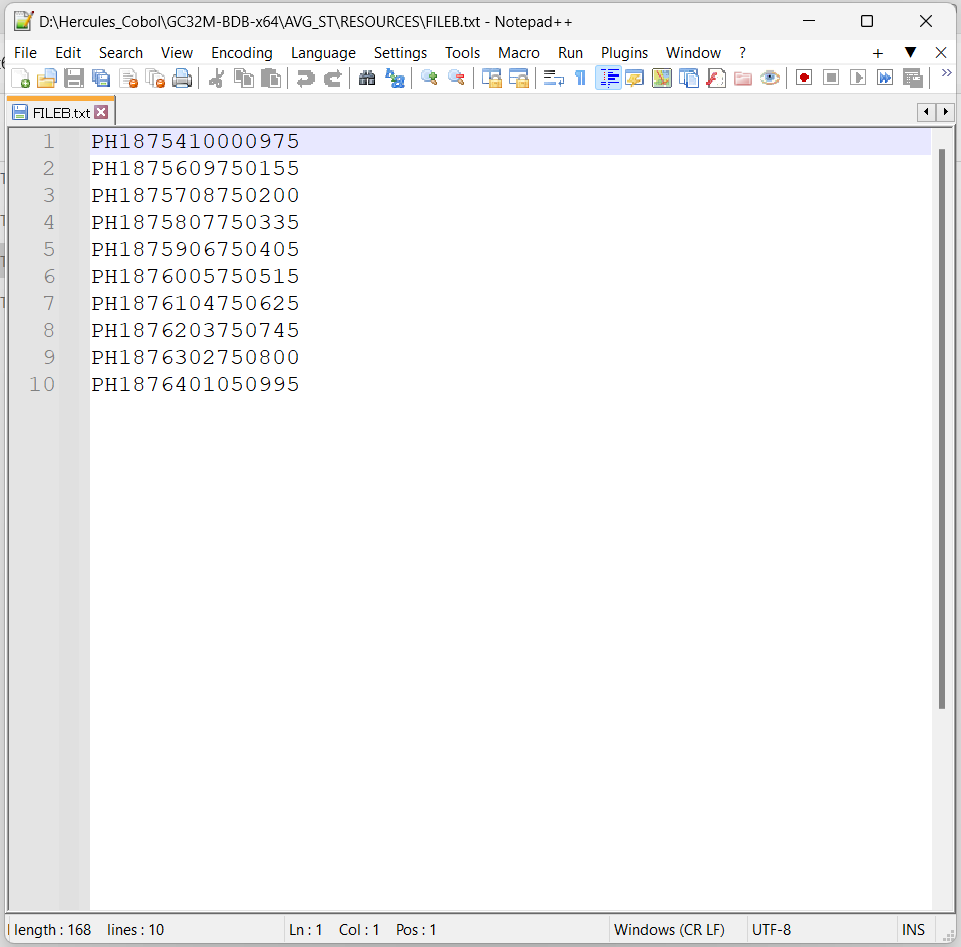 D:\Hercules_Cobol\GC32M-BDB-x64\AVG_ST\RESOURCES\FILEB.txt - Notepad++
File Edit Search View Encoding Language Settings Tools Macro Run Plugins Window ? + ▼ X
FILEB.txt
1 PH1875410000975
2 PH1875609750155
3 PH1875708750200
4 PH1875807750335
5 PH1875906750405
6 PH1876005750515
7 PH1876104750625
8 PH1876203750745
9 PH1876302750800
10 PH1876401050995
length : 168 lines : 10 Ln : 1 Col : 1 Pos : 1 Windows (CR LF) UTF-8 INS